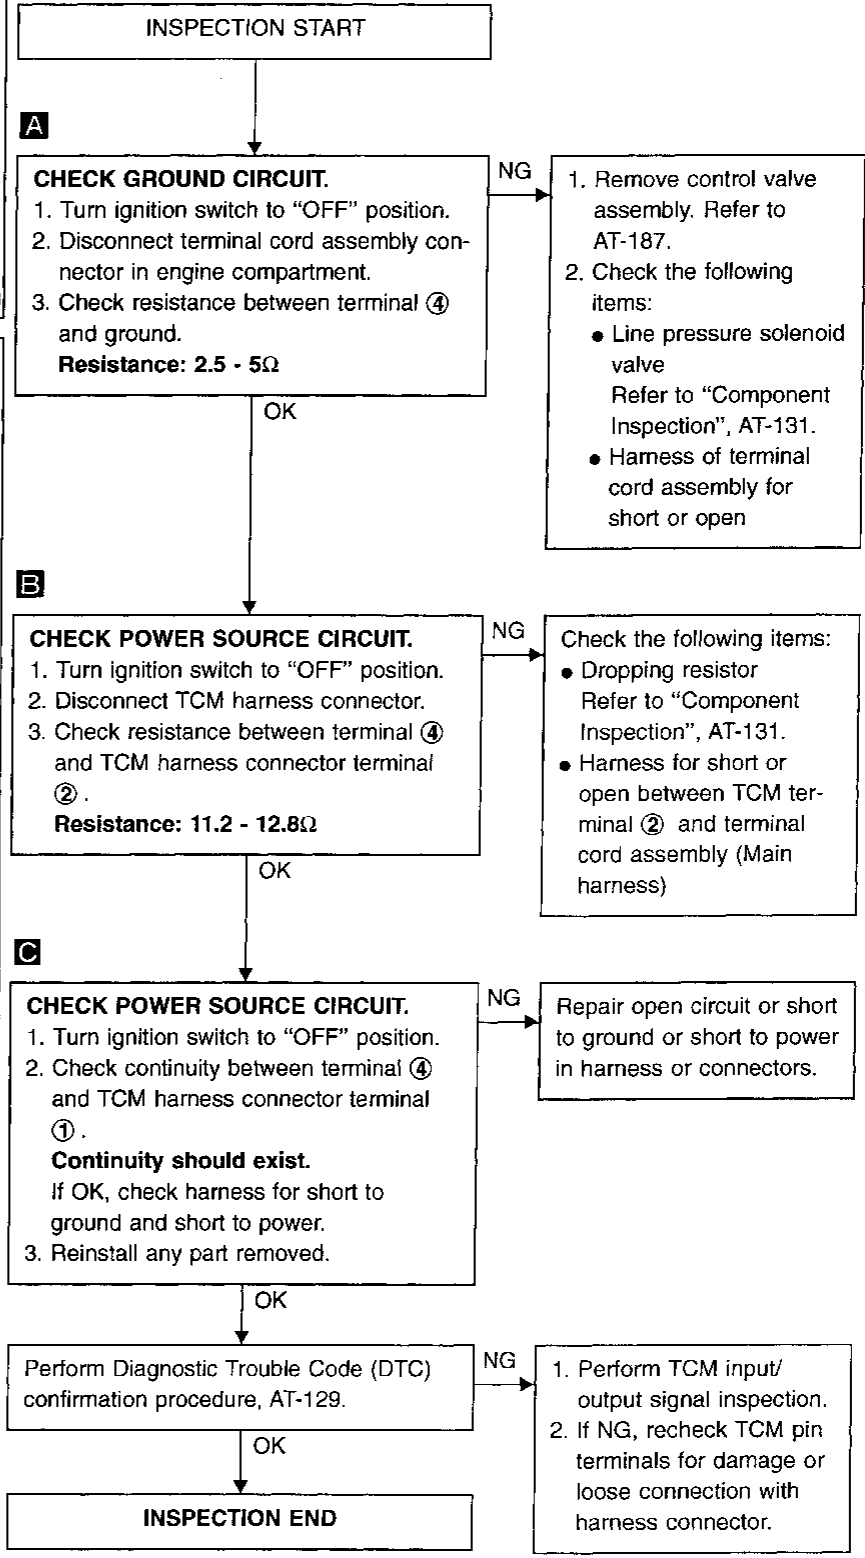 INSPECTION START
A
CHECK GROUND CIRCUIT.
1. Turn ignition switch to “OFF” position.
2. Disconnect terminal cord assembly con-
nector in engine compartment.
3. Check resistance between terminal ④
and ground.
Resistance: 2.5 - 5Ω
NG
1. Remove control valve
assembly. Refer to
AT-187.
2. Check the following
items:
● Line pressure solenoid
valve
Refer to “Component
Inspection”, AT-131.
● Harness of terminal
cord assembly for
short or open
OK
B
CHECK POWER SOURCE CIRCUIT.
1. Turn ignition switch to “OFF” position.
2. Disconnect TCM harness connector.
3. Check resistance between terminal ④
and TCM harness connector terminal
② .
Resistance: 11.2 - 12.8Ω
NG
Check the following items:
● Dropping resistor
Refer to “Component
Inspection”, AT-131.
● Harness for short or
open between TCM ter-
minal ② and terminal
cord assembly (Main
harness)
OK
C
CHECK POWER SOURCE CIRCUIT.
1. Turn ignition switch to “OFF” position.
2. Check continuity between terminal ④
and TCM harness connector terminal
① .
Continuity should exist.
If OK, check harness for short to
ground and short to power.
3. Reinstall any part removed.
NG
Repair open circuit or short
to ground or short to power
in harness or connectors.
OK
Perform Diagnostic Trouble Code (DTC)
confirmation procedure, AT-129.
NG
1. Perform TCM input/
output signal inspection.
2. If NG, recheck TCM pin
terminals for damage or
loose connection with
harness connector.
OK
INSPECTION END